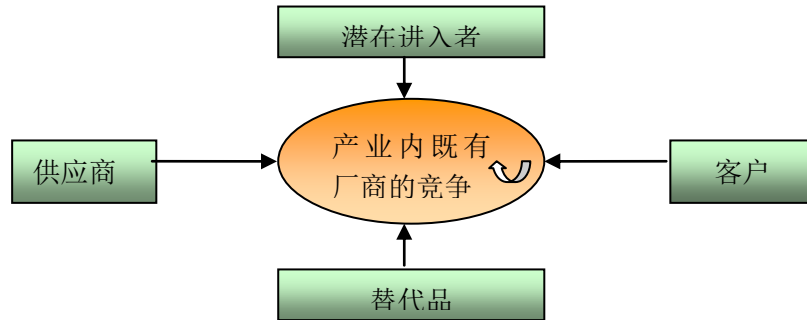 潜在进入者
供应商
产业内既有
厂商的竞争
客户
替代品